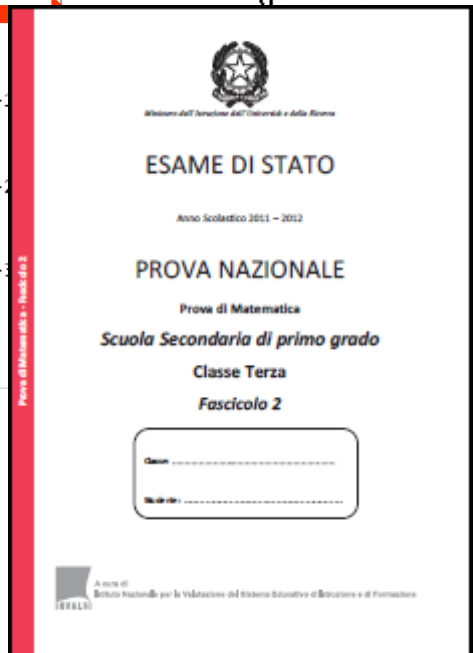 Ministero dell'Istruzione dell'Università e della Ricerca
ESAME DI STATO
Anno Scolastico 2011 – 2012
PROVA NAZIONALE
Prova di Matematica
Scuola Secondaria di primo grado
Classe Terza
Fascicolo 2
Classe: ............................................................
Studente: ............................................................
A cura di
Istituto Nazionale per la Valutazione del Sistema Educativo di Istruzione e di Formazione
INVALSI
Prova di Matematica - Fascicolo 2